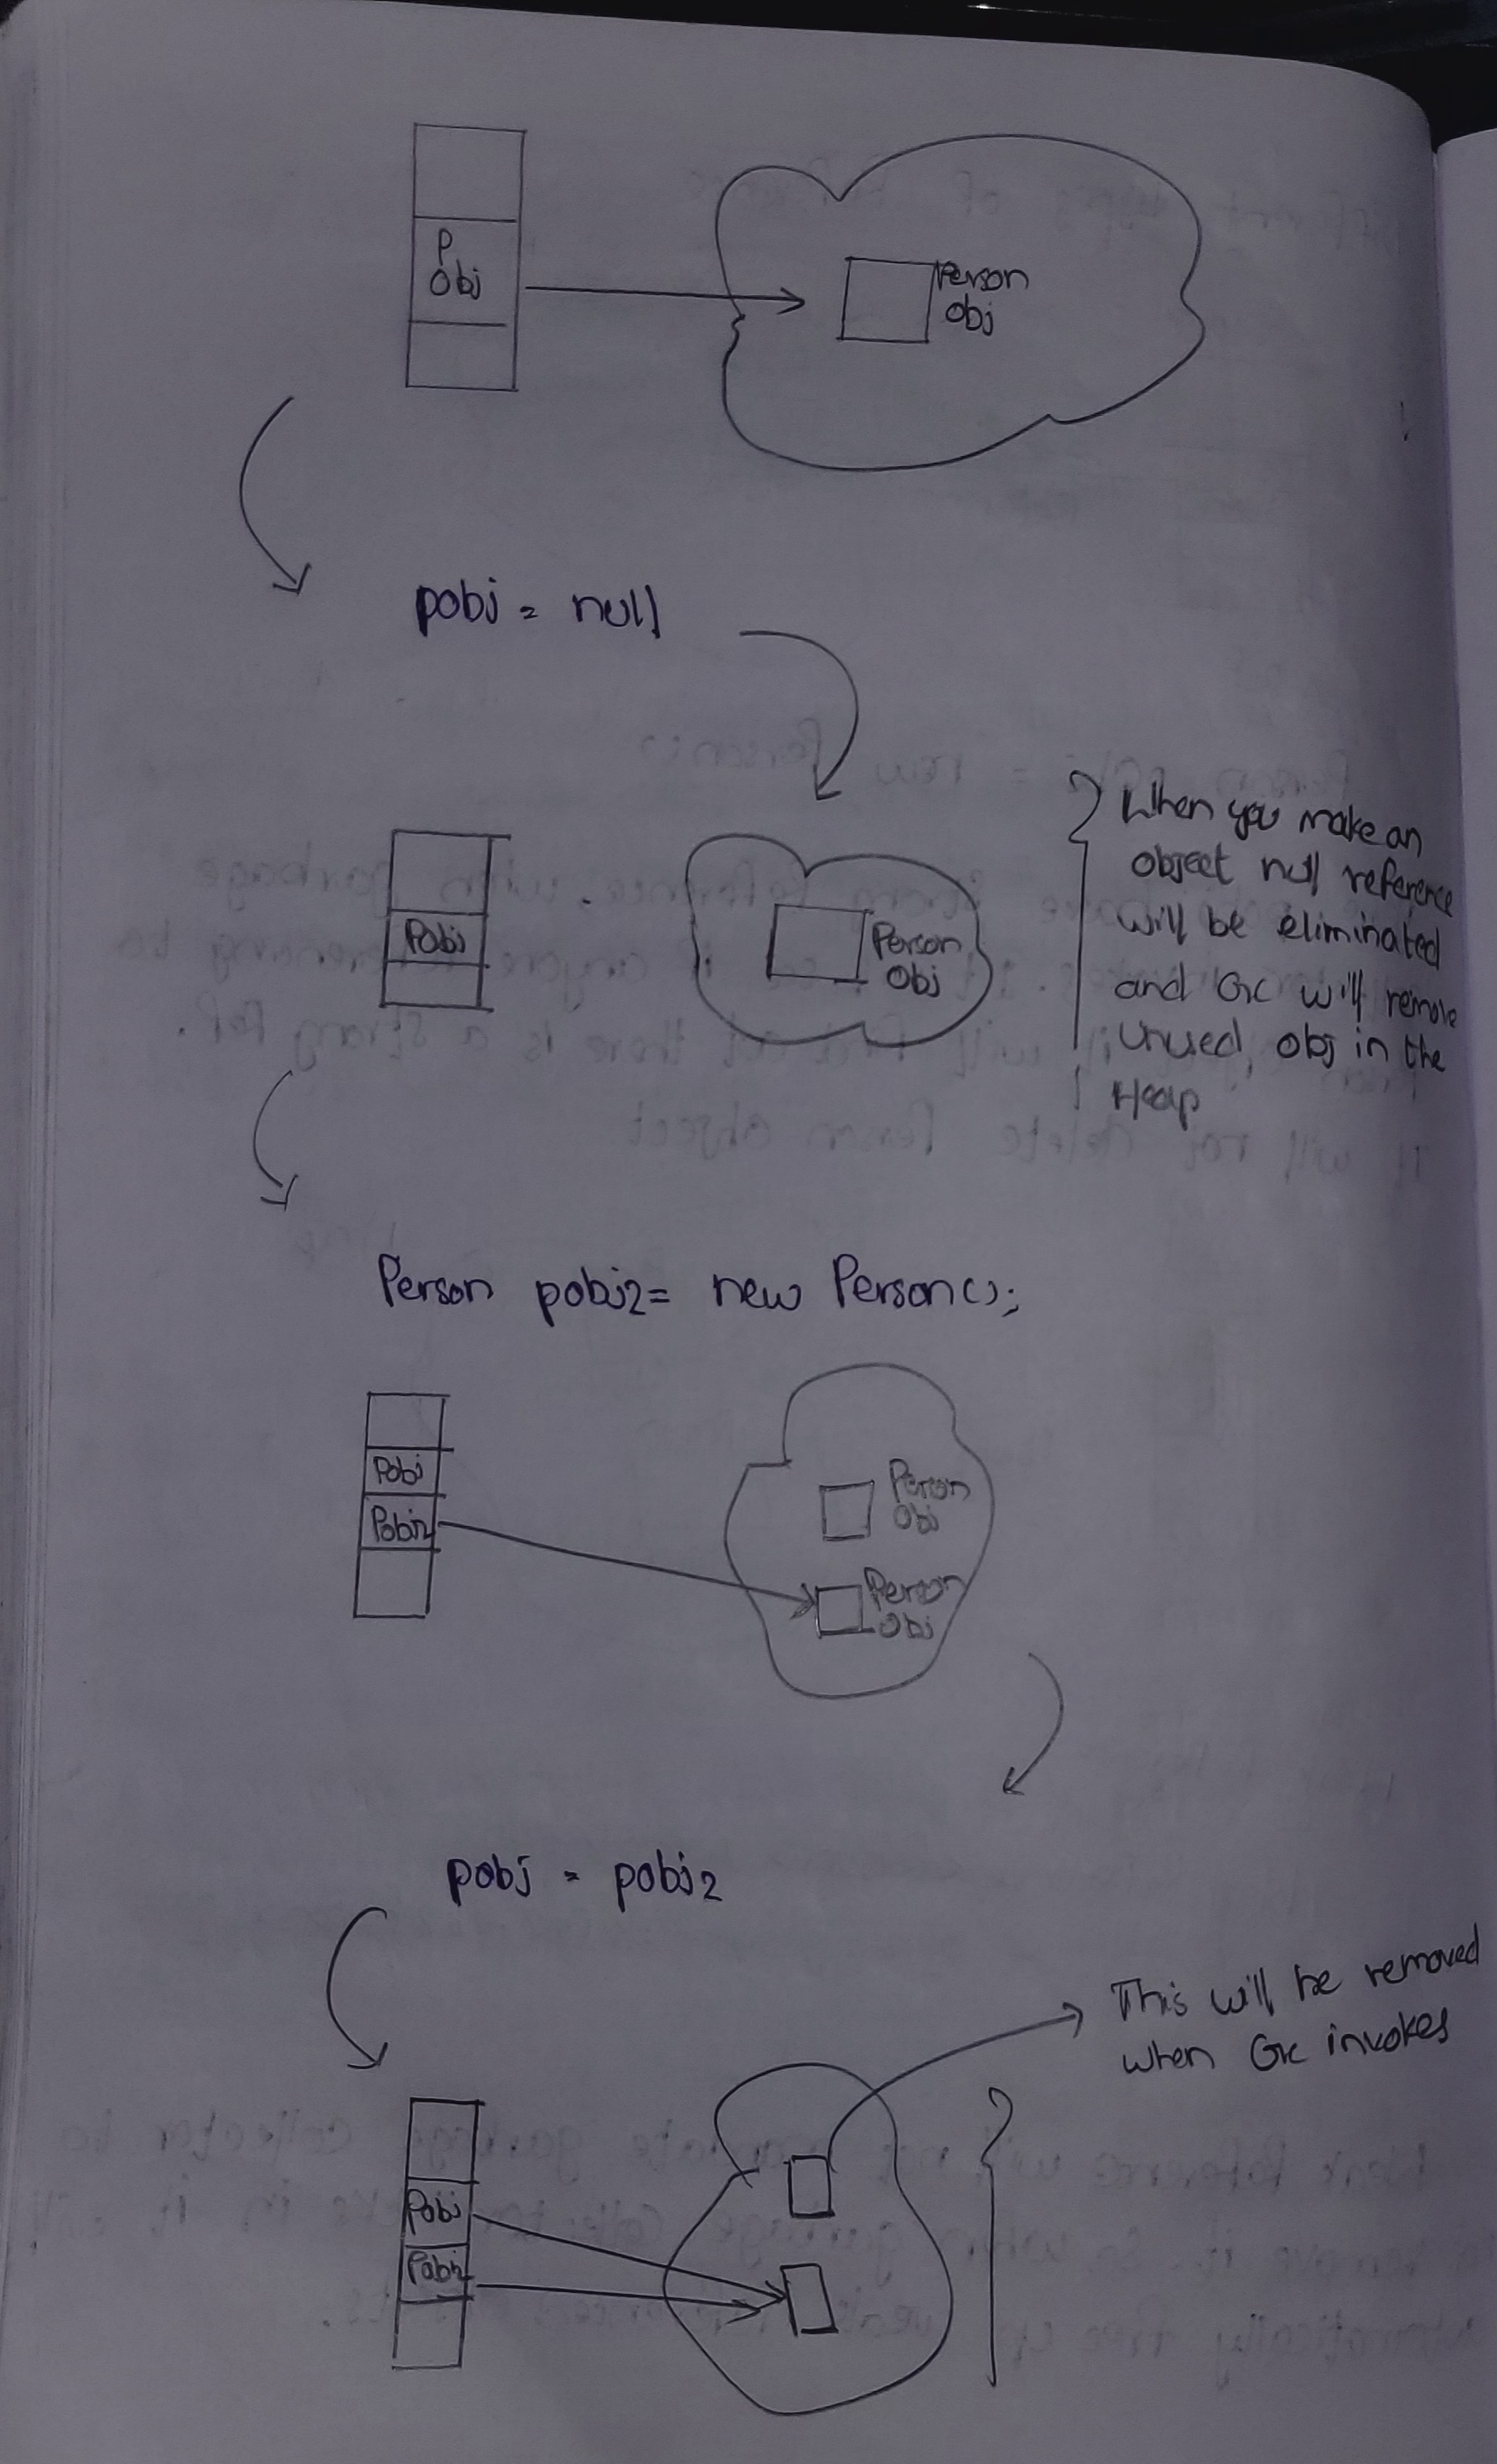 P
Obj
Person
Obj
pobj = null
When you make an
object null reference
will be eliminated
and GC will remove
unused obj in the
Heap
Pobj
Person
Obj
Person pobj2 = new Person();
Pobj
Pobj2
Person
Obj
Person
Obj
pobj = pobj2
This will be removed
when GC invokes
Pobj
Pobj2